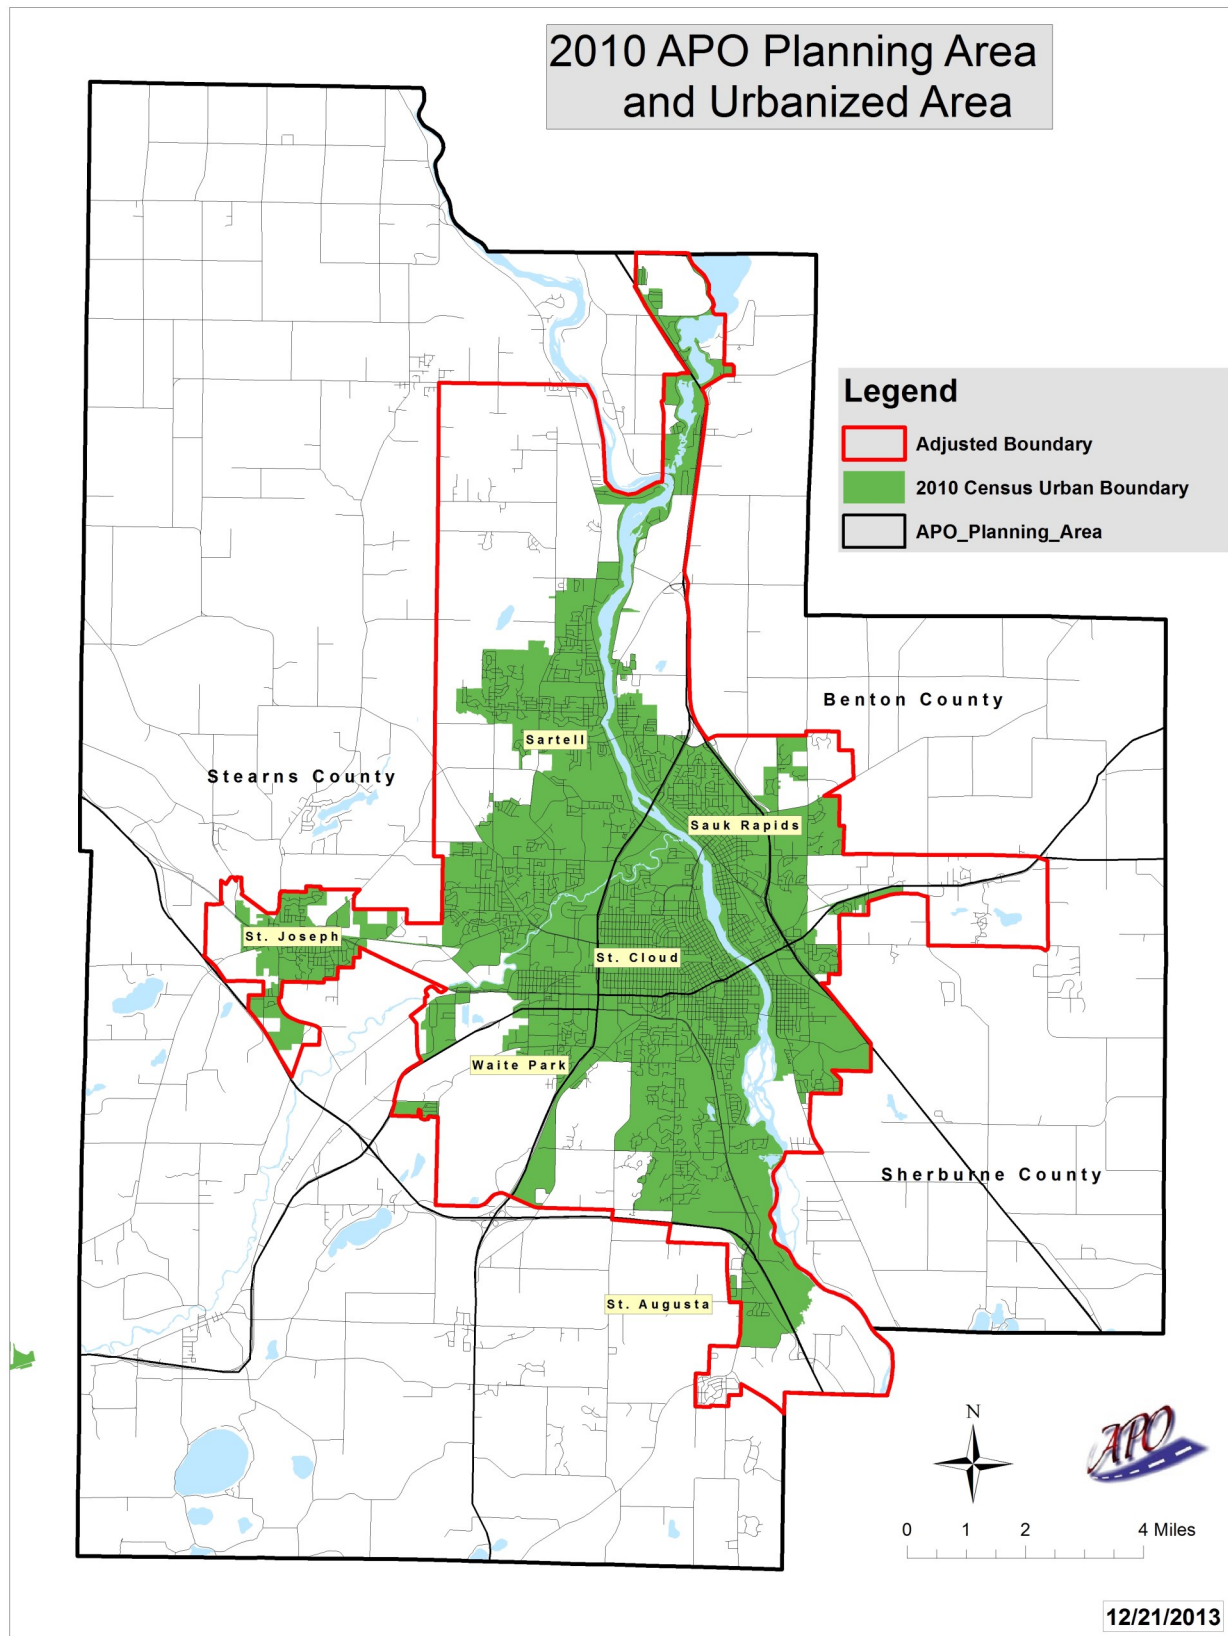 2010 APO Planning Area
and Urbanized Area
Legend
Adjusted Boundary
2010 Census Urban Boundary
APO_Planning_Area
Benton County
Sartell
Stearns County
Sauk Rapids
St. Joseph
St. Cloud
Waite Park
Sherburne County
St. Augusta
N
APO
0 1 2 4 Miles
12/21/2013